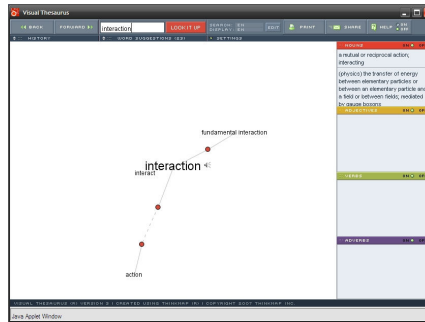 Visual Thesaurus
BACK
FORWARD
interaction
LOOK IT UP
SEARCH: EN
DISPLAY: EN
EDIT
PRINT
SHARE
HELP
HISTORY
WORD SUGGESTIONS
SETTINGS
NOUNS
a mutual or reciprocal action;
interacting
(physics) the transfer of energy
between elementary particles or
between an elementary particle and
a field or between fields; mediated
by gauge bosons
ADJECTIVES
VERBS
ADVERBS
fundamental interaction
interaction
interact
action
VISUAL THESAURUS (R) VERSION 3 | CREATED USING THINKMAP (R) | COPYRIGHT 2007 THINKMAP INC.
Java Applet Window